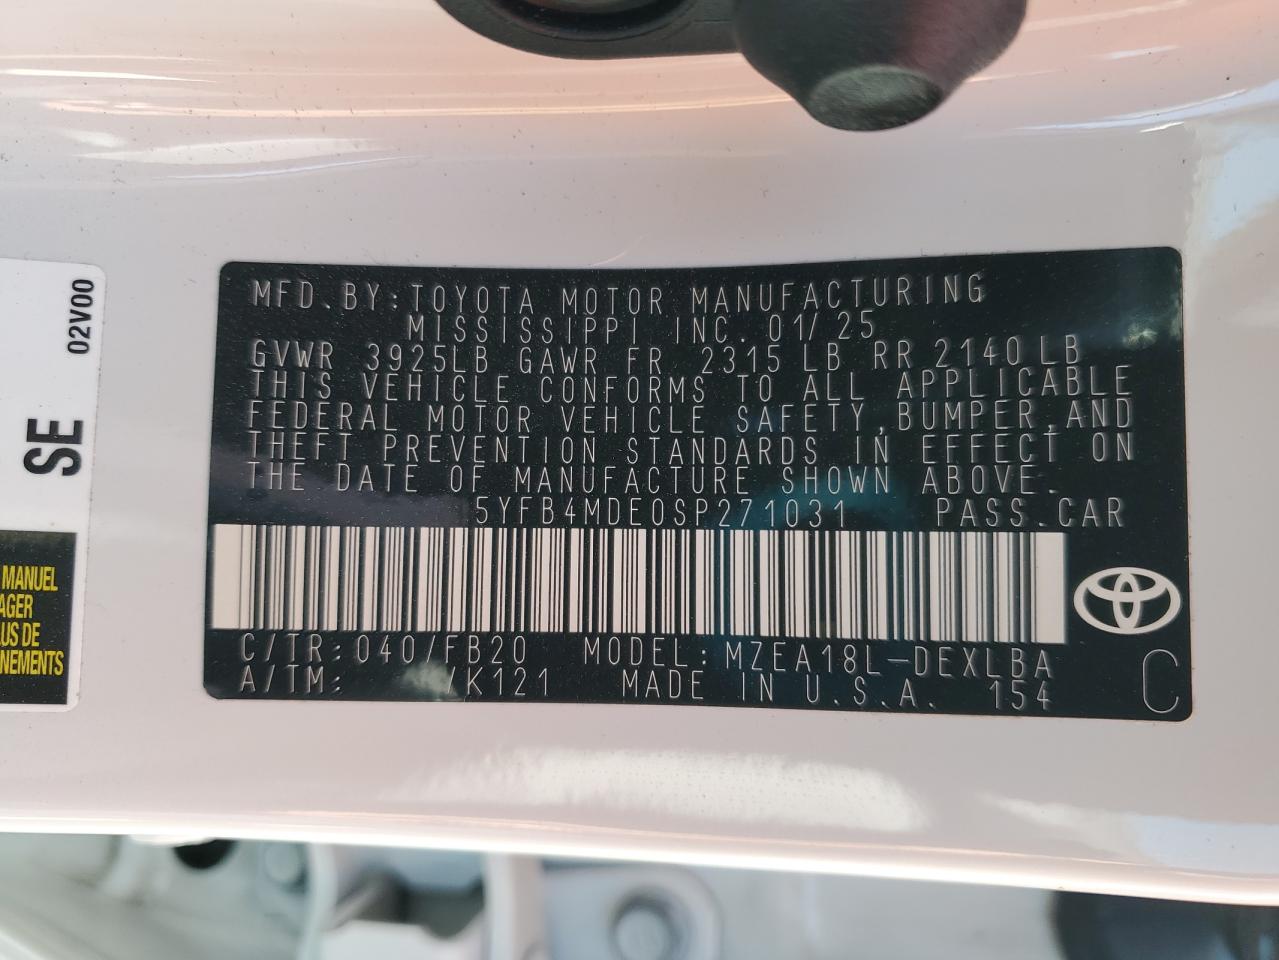 MFD.BY:TOYOTA MOTOR MANUFACTURING
MISSISSIPPI INC. 01/25
GVWR 3925LB GAWR FR 2315 LB RR 2140 LB
THIS VEHICLE CONFORMS TO ALL APPLICABLE
FEDERAL MOTOR VEHICLE SAFETY,BUMPER,AND
THEFT PREVENTION STANDARDS IN EFFECT ON
THE DATE OF MANUFACTURE SHOWN ABOVE.
5YFB4MDE0SP271031 PASS.CAR
C/TR:040/FB20 MODEL:MZEA18L-DEXLBA
A/TM: /K121 MADE IN U.S.A. 154
C
02V00
SE
MANUEL